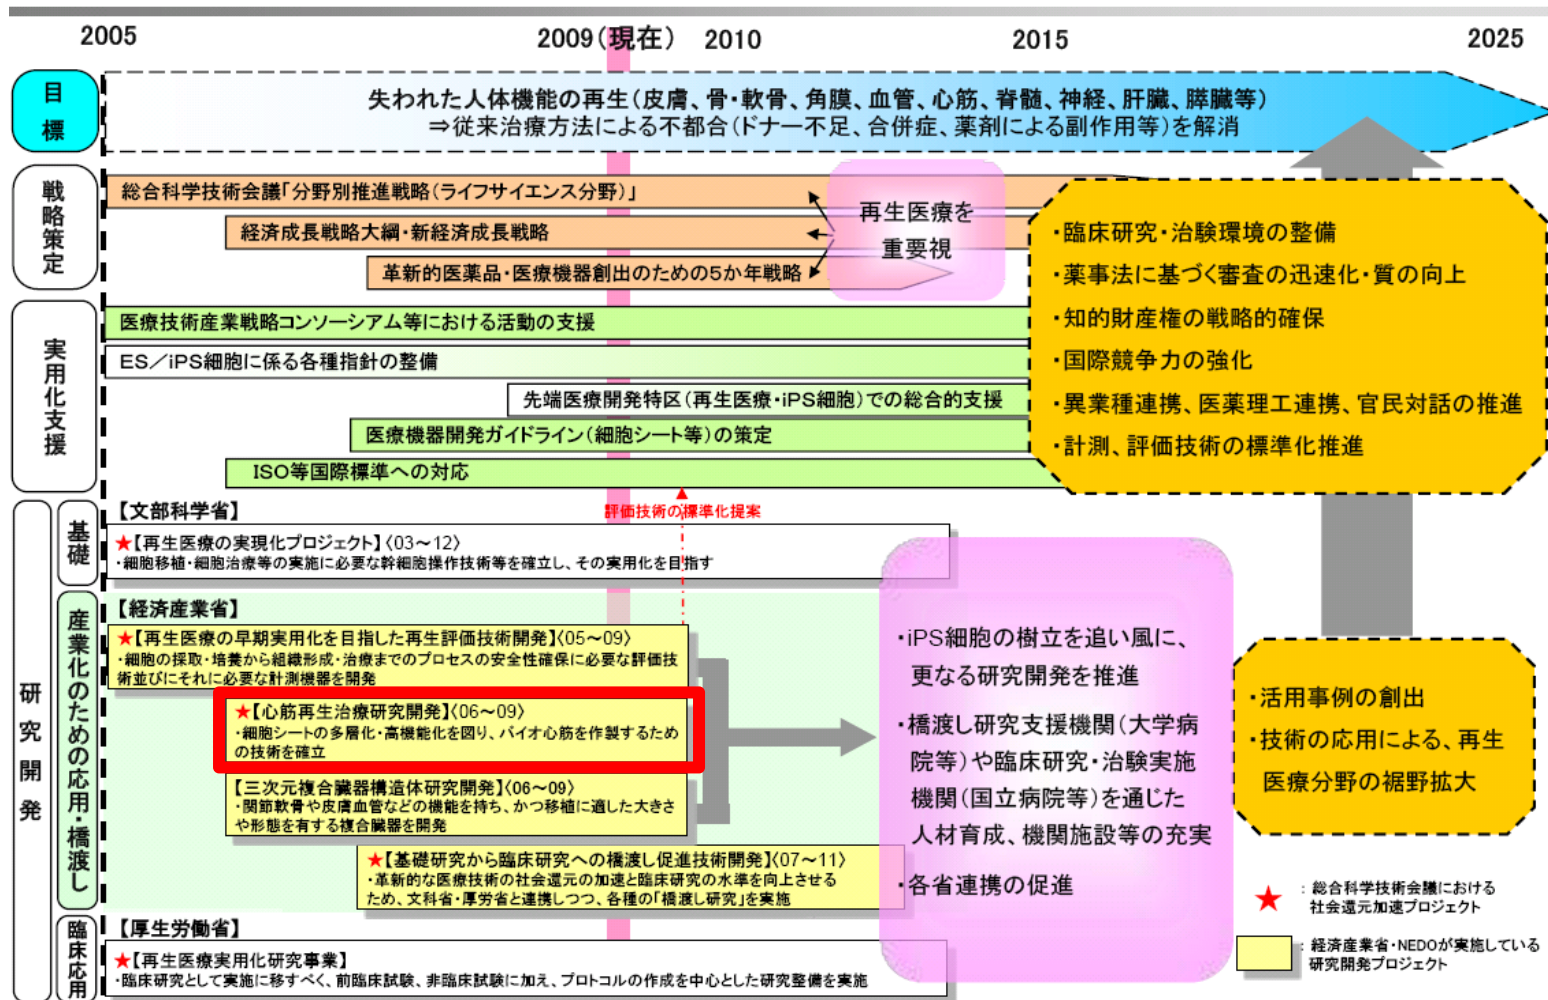 2005
2009(現在)
2010
2015
2025
目標
失われた人体機能の再生(皮膚、骨・軟骨、角膜、血管、心筋、脊髄、神経、肝臓、膵臓等)
⇒従来治療方法による不都合(ドナー不足、合併症、薬剤による副作用等)を解消
戦略策定
総合科学技術会議「分野別推進戦略(ライフサイエンス分野)」
経済成長戦略大綱・新経済成長戦略
革新的医薬品・医療機器創出のための5か年戦略
再生医療を
重要視
・臨床研究・治験環境の整備
・薬事法に基づく審査の迅速化・質の向上
・知的財産権の戦略的確保
・国際競争力の強化
・異業種連携、医薬理工連携、官民対話の推進
・計測、評価技術の標準化推進
実用化支援
医療技術産業戦略コンソーシアム等における活動の支援
ES/iPS細胞に係る各種指針の整備
先端医療開発特区(再生医療・iPS細胞)での総合的支援
医療機器開発ガイドライン(細胞シート等)の策定
ISO等国際標準への対応
評価技術の標準化提案
研究開発
基礎
【文部科学省】
★【再生医療の実現化プロジェクト】〈03~12〉
・細胞移植・細胞治療等の実施に必要な幹細胞操作技術等を確立し、その実用化を目指す
産業化のための応用・橋渡し
【経済産業省】
★【再生医療の早期実用化を目指した再生評価技術開発】〈05~09〉
・細胞の採取・培養から組織形成・治療までのプロセスの安全性確保に必要な評価技
術並びにそれに必要な計測機器を開発
★【心筋再生治療研究開発】〈06~09〉
・細胞シートの多層化・高機能化を図り、バイオ心筋を作製するため
の技術を確立
【三次元複合臓器構造体研究開発】〈06~09〉
・関節軟骨や皮膚血管などの機能を持ち、かつ移植に適した大きさ
や形態を有する複合臓器を開発
★【基礎研究から臨床研究への橋渡し促進技術開発】〈07~11〉
・革新的な医療技術の社会還元の加速と臨床研究の水準を向上させる
ため、文科省・厚労省と連携しつつ、各種の「橋渡し研究」を実施
・iPS細胞の樹立を追い風に、
更なる研究開発を推進
・橋渡し研究支援機関(大学病
院等)や臨床研究・治験実施
機関(国立病院等)を通じた
人材育成、機関施設等の充実
・各省連携の促進
・活用事例の創出
・技術の応用による、再生
医療分野の裾野拡大
臨床応用
【厚生労働省】
★【再生医療実用化研究事業】
・臨床研究として実施に移すべく、前臨床試験、非臨床試験に加え、プロトコルの作成を中心とした研究整備を実施
★:総合科学技術会議における
社会還元加速プロジェクト
:経済産業省・NEDOが実施している
研究開発プロジェクト